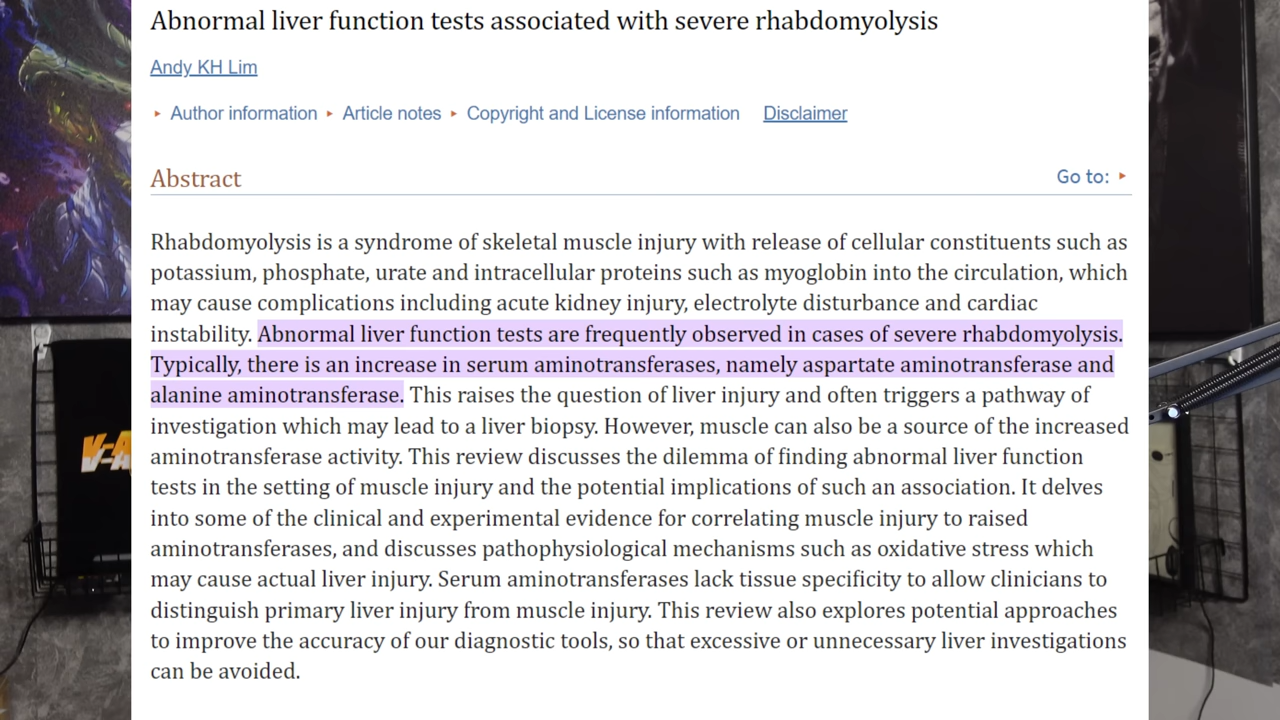 Abnormal liver function tests associated with severe rhabdomyolysis
Andy KH Lim
‣ Author information ‣ Article notes ‣ Copyright and License information Disclaimer
Abstract
Go to: ‣
Rhabdomyolysis is a syndrome of skeletal muscle injury with release of cellular constituents such as
potassium, phosphate, urate and intracellular proteins such as myoglobin into the circulation, which
may cause complications including acute kidney injury, electrolyte disturbance and cardiac
instability. Abnormal liver function tests are frequently observed in cases of severe rhabdomyolysis.
Typically, there is an increase in serum aminotransferases, namely aspartate aminotransferase and
alanine aminotransferase. This raises the question of liver injury and often triggers a pathway of
investigation which may lead to a liver biopsy. However, muscle can also be a source of the increased
aminotransferase activity. This review discusses the dilemma of finding abnormal liver function
tests in the setting of muscle injury and the potential implications of such an association. It delves
into some of the clinical and experimental evidence for correlating muscle injury to raised
aminotransferases, and discusses pathophysiological mechanisms such as oxidative stress which
may cause actual liver injury. Serum aminotransferases lack tissue specificity to allow clinicians to
distinguish primary liver injury from muscle injury. This review also explores potential approaches
to improve the accuracy of our diagnostic tools, so that excessive or unnecessary liver investigations
can be avoided.